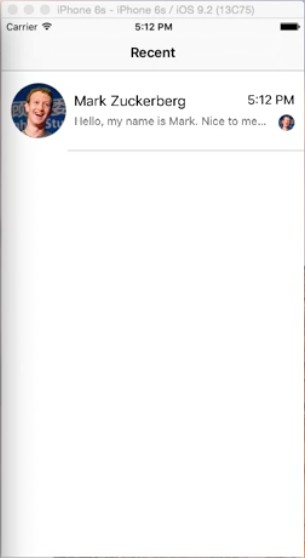 iPhone 6s - iPhone 6s / iOS 9.2 (13C75)
Carrier 5:12 PM
Recent
Mark Zuckerberg 5:12 PM
Hello, my name is Mark. Nice to me...